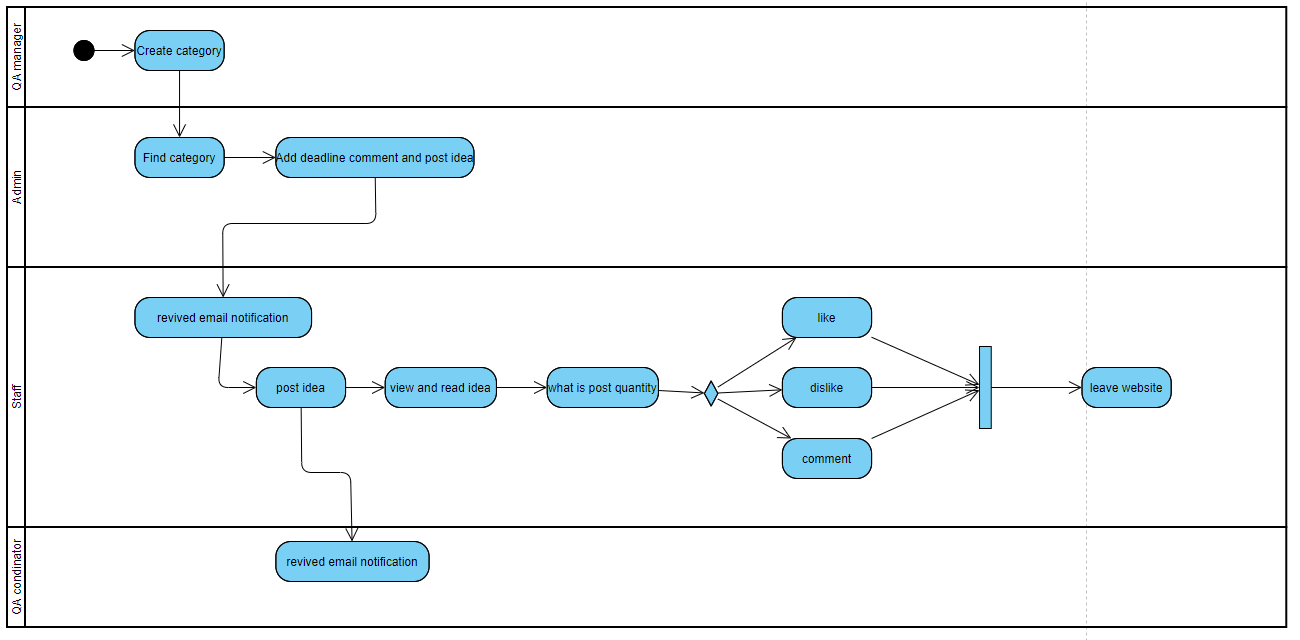 QA manager
Create category
Admin
Find category
Add deadline comment and post idea
Staff
revived email notification
post idea
view and read idea
what is post quantity
like
dislike
comment
leave website
QA condinator
revived email notification